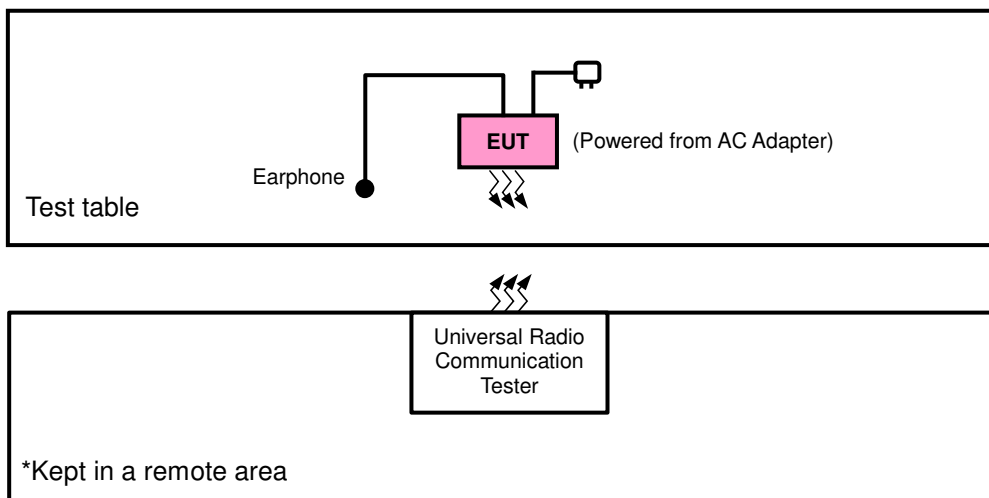 EUT
(Powered from AC Adapter)
Earphone
Test table
Universal Radio
Communication
Tester
*Kept in a remote area